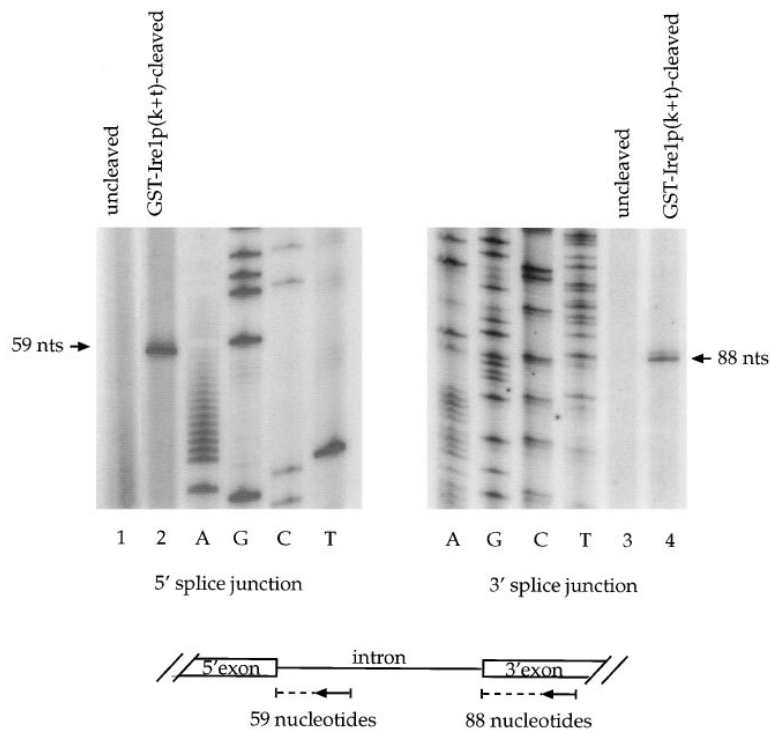 uncleaved
GST-Ire1p(k+t)-cleaved
uncleaved
GST-Ire1p(k+t)-cleaved
59 nts
88 nts
1 2 A G C T
A G C T 3 4
5' splice junction
3' splice junction
5'exon
intron
3'exon
59 nucleotides
88 nucleotides